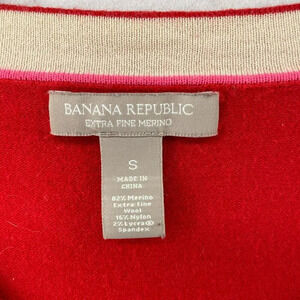 BANANA REPUBLIC
EXTRA FINE MERINO
S
MADE IN
CHINA
82% Merino
Extra-fine
Wool
16% Nylon
2% Lycra®
Spandex